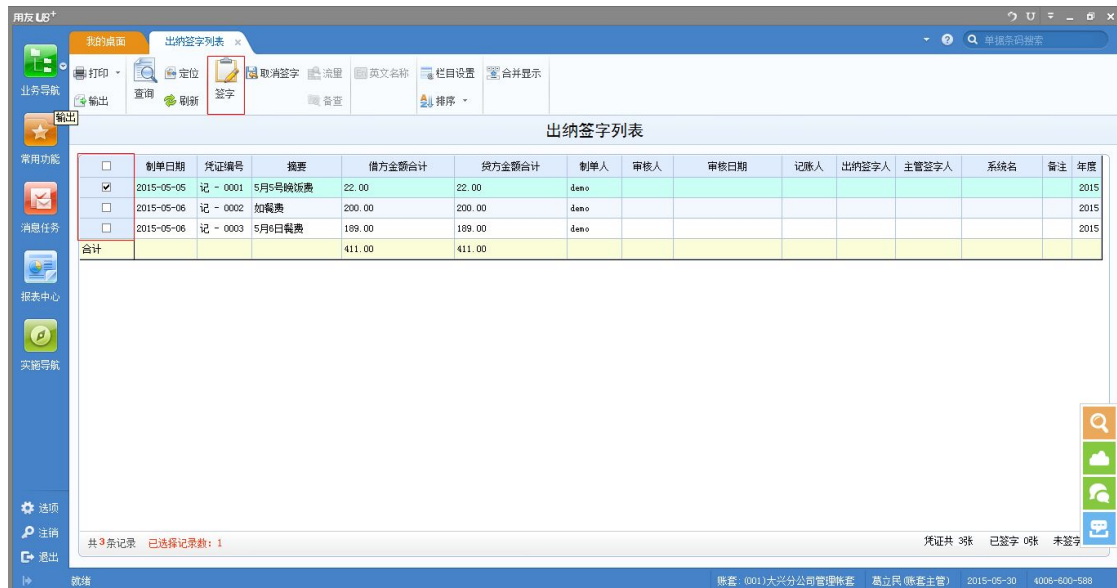 用友U8+
我的桌面 出纳签字列表 × 单据条码搜索
打印 查询 定位 签字 取消签字 流量 英文名称 栏目设置 合并显示
输出 刷新 备查 排序
输出
业务导航
常用功能
消息任务
报表中心
实施导航
出纳签字列表
制单日期 凭证编号 摘要 借方金额合计 贷方金额合计 制单人 审核人 审核日期 记账人 出纳签字人 主管签字人 系统名 备注 年度
2015-05-05 记 - 0001 5月5号晚饭费 22.00 22.00 demo 2015
2015-05-06 记 - 0002 如餐费 200.00 200.00 demo 2015
2015-05-06 记 - 0003 5月6日餐费 189.00 189.00 demo 2015
合计 411.00 411.00
选项
注销
退出
共3条记录 已选择记录数: 1 凭证共 3张 已签字 0张 未签字
就绪 账套: (001)大兴分公司管理帐套 葛立民(账套主管) 2015-05-30 4006-600-588